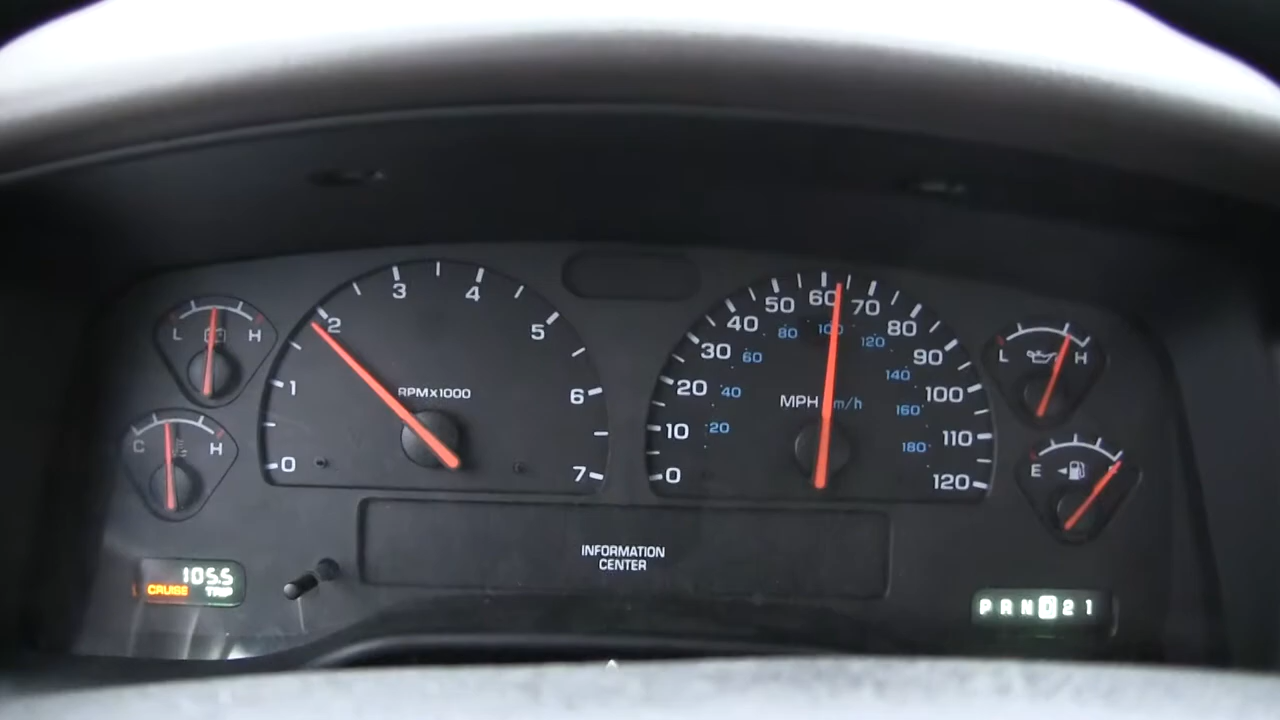 L H
C H
0 1 2 3 4 5 6 7
RPMX1000
0 10 20 30 40 50 60 70 80 90 100 110 120
20 40 60 80 100 120 140 160 180
MPH km/h
L H
E
INFORMATION
CENTER
105.5
CRUISE TRIP
P R N D 2 1